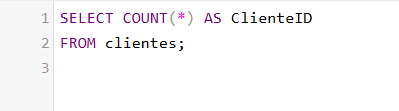 1 SELECT COUNT(*) AS ClienteID
2 FROM clientes;
3